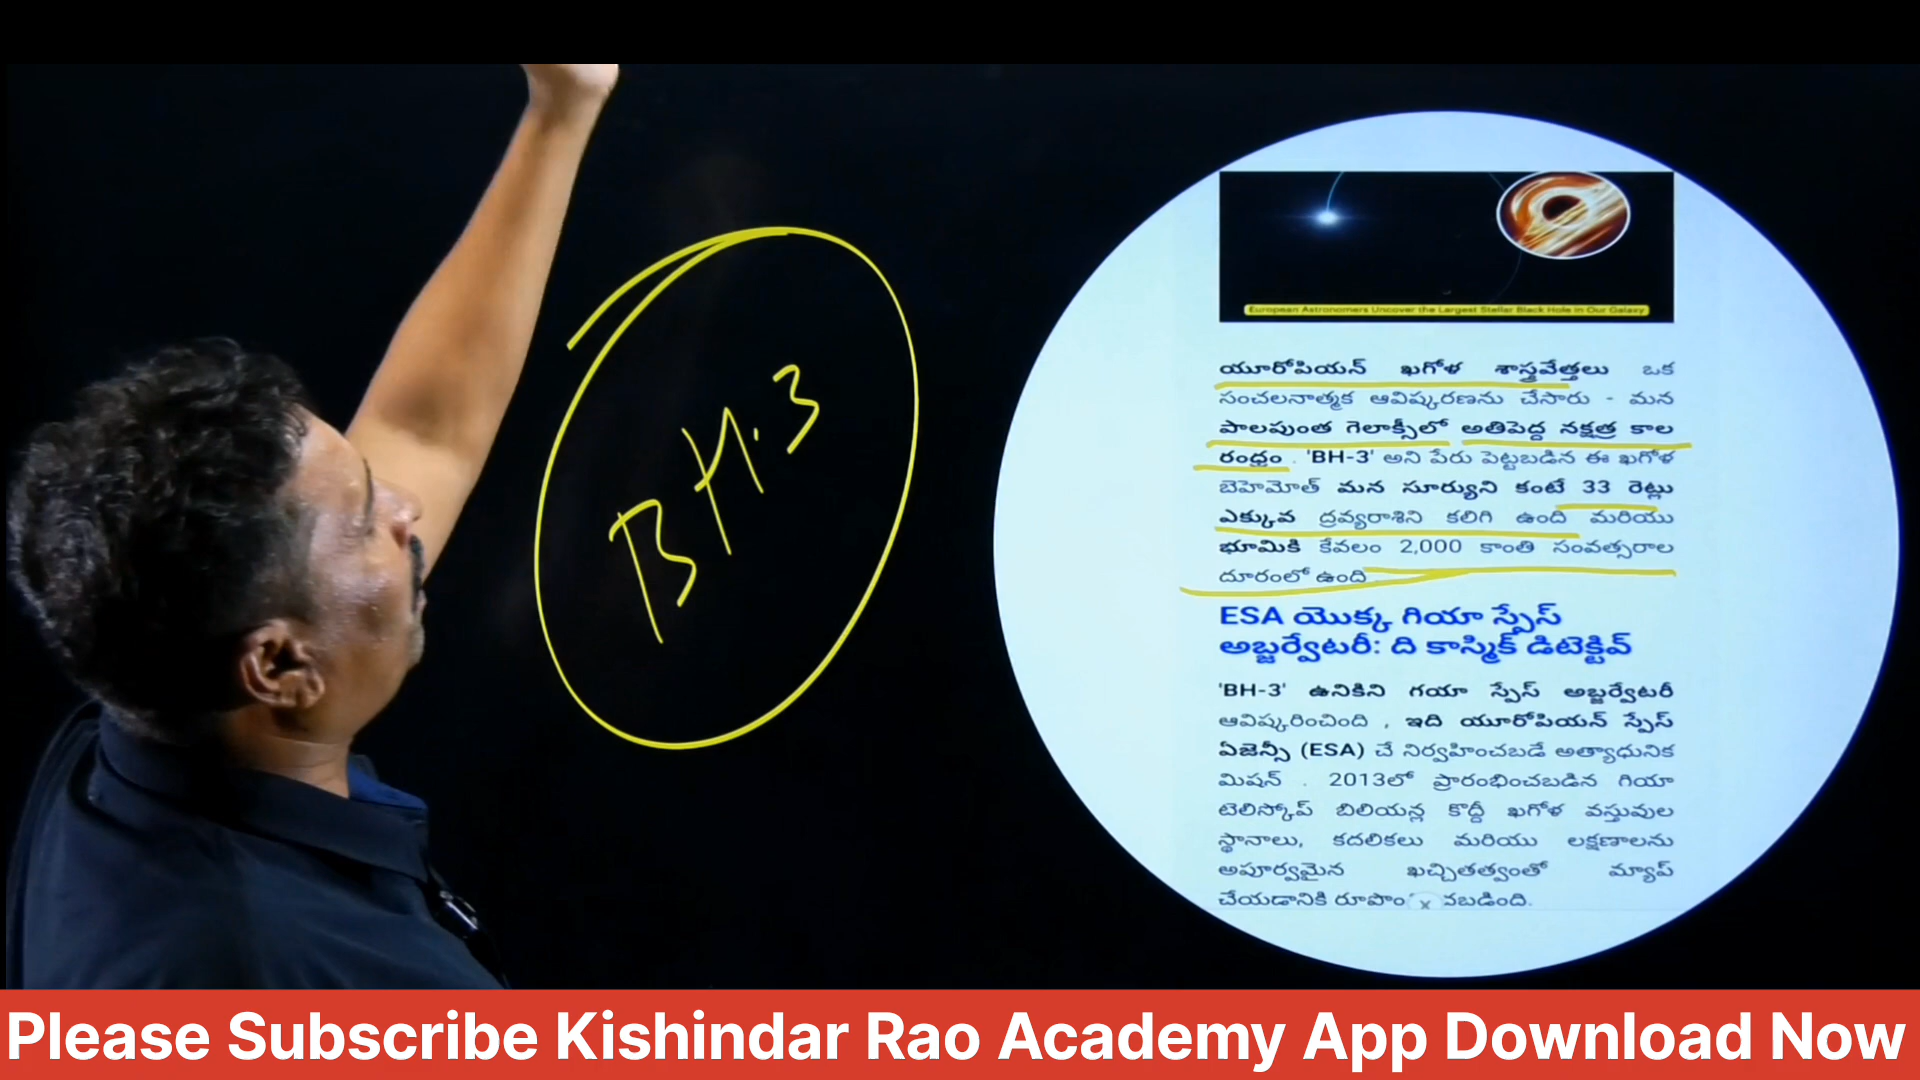 BH.3
European Astronomers Uncover the Largest Stellar Black Hole in Our Galaxy
యూరోపియన్ ఖగోళ శాస్త్రవేత్తలు ఒక
సంచలనాత్మక ఆవిష్కరణను చేసారు - మన
పాలపుంత గెలాక్సీలో అతిపెద్ద నక్షత్ర కాల
రంధ్రం . 'BH-3' అని పేరు పెట్టబడిన ఈ ఖగోళ
బెహెమోత్ మన సూర్యుని కంటే 33 రెట్లు
ఎక్కువ ద్రవ్యరాశిని కలిగి ఉంది మరియు
భూమికి కేవలం 2,000 కాంతి సంవత్సరాల
దూరంలో ఉంది
ESA యొక్క గియా స్పేస్
అబ్జర్వేటరీ: ది కాస్మిక్ డిటెక్టివ్
'BH-3' ఉనికిని గయా స్పేస్ అబ్జర్వేటరీ
ఆవిష్కరించింది , ఇది యూరోపియన్ స్పేస్
ఏజెన్సీ (ESA) చే నిర్వహించబడే అత్యాధునిక
మిషన్ . 2013లో ప్రారంభించబడిన గియా
టెలిస్కోప్ బిలియన్ల కొద్దీ ఖగోళ వస్తువుల
స్థానాలు, కదలికలు మరియు లక్షణాలను
అపూర్వమైన ఖచ్చితత్వంతో మ్యాప్
చేయడానికి
Please Subscribe Kishindar Rao Academy App Download Now